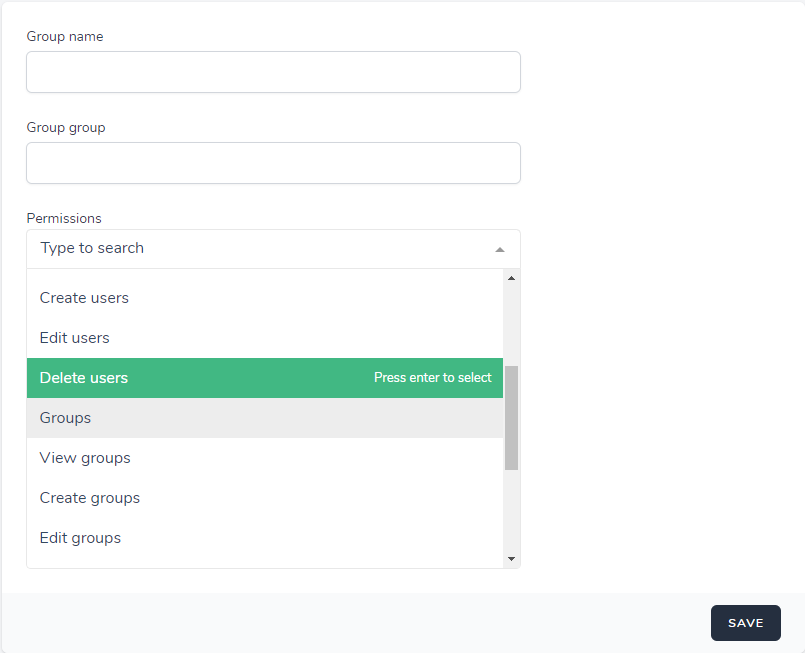 Group name
Group group
Permissions
Type to search
Create users
Edit users
Delete users Press enter to select
Groups
View groups
Create groups
Edit groups
SAVE